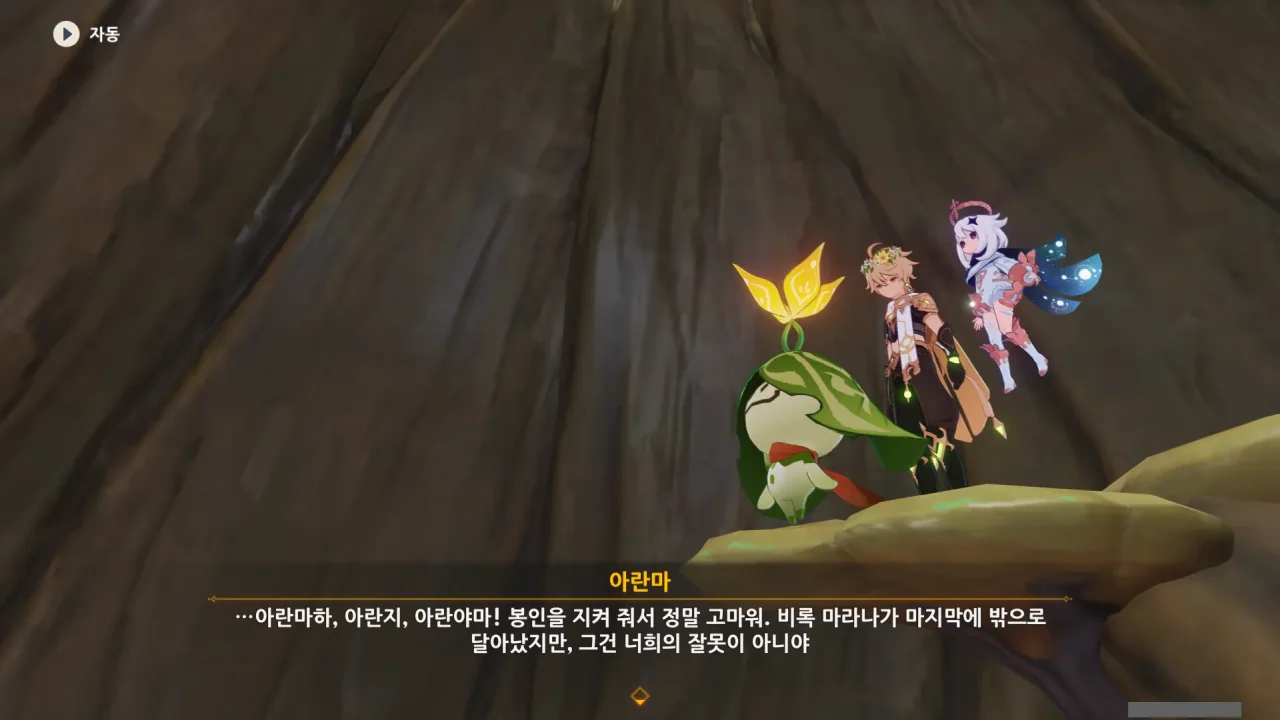 자동
아란마
…아란마하, 아란지, 아란야마! 봉인을 지켜 줘서 정말 고마워. 비록 마라나가 마지막에 밖으로
달아났지만, 그건 너희의 잘못이 아니야